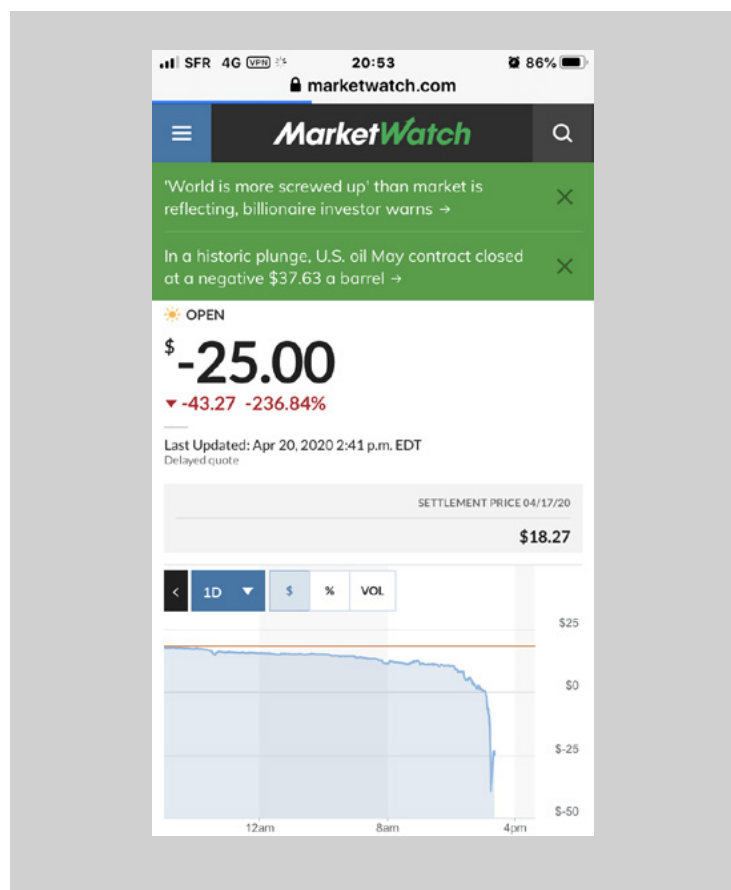 SFR 4G VPN 20:53 86%
marketwatch.com
MarketWatch
'World is more screwed up' than market is
reflecting, billionaire investor warns →
In a historic plunge, U.S. oil May contract closed
at a negative $37.63 a barrel →
OPEN
$-25.00
▼ -43.27 -236.84%
Last Updated: Apr 20, 2020 2:41 p.m. EDT
Delayed quote
SETTLEMENT PRICE 04/17/20
$18.27
< 1D ▼ $ % VOL
$25
$0
$-25
$-50
12am 8am 4pm